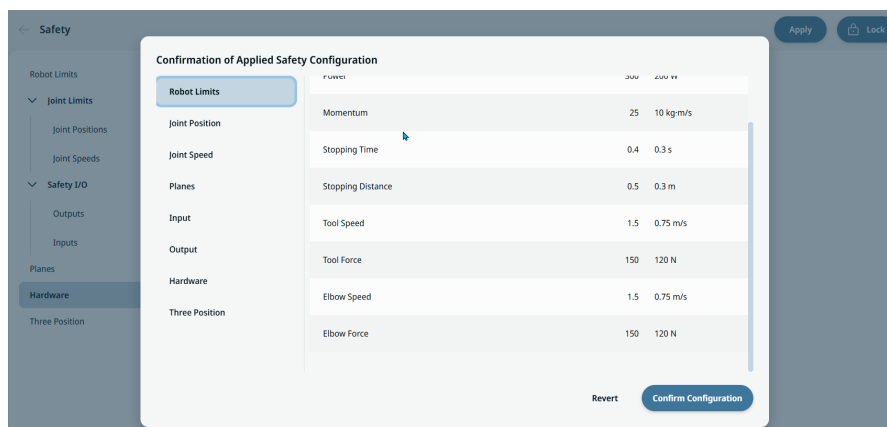 Safety
Apply
Lock
Robot Limits
Joint Limits
Joint Positions
Joint Speeds
Safety I/O
Outputs
Inputs
Planes
Hardware
Three Position
Confirmation of Applied Safety Configuration
Robot Limits
Joint Position
Joint Speed
Planes
Input
Output
Hardware
Three Position
Power 300 200 W
Momentum 25 10 kg·m/s
Stopping Time 0.4 0.3 s
Stopping Distance 0.5 0.3 m
Tool Speed 1.5 0.75 m/s
Tool Force 150 120 N
Elbow Speed 1.5 0.75 m/s
Elbow Force 150 120 N
Revert
Confirm Configuration